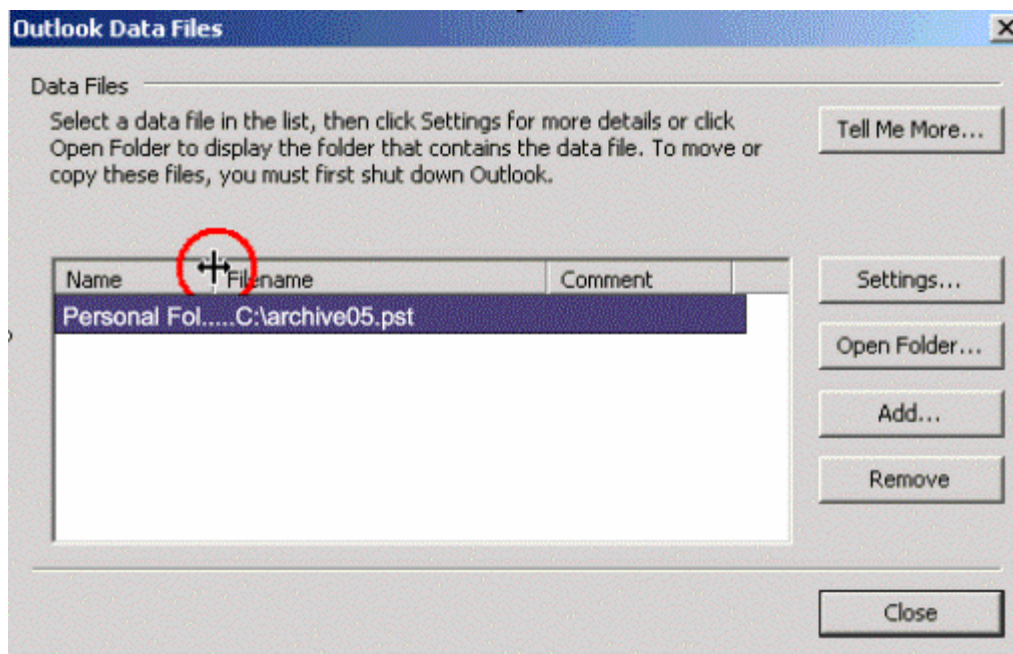 Outlook Data Files
Data Files
Select a data file in the list, then click Settings for more details or click
Open Folder to display the folder that contains the data file. To move or
copy these files, you must first shut down Outlook.
Tell Me More...
Name Filename Comment
Personal Fol.....C:\archive05.pst
Settings...
Open Folder...
Add...
Remove
Close